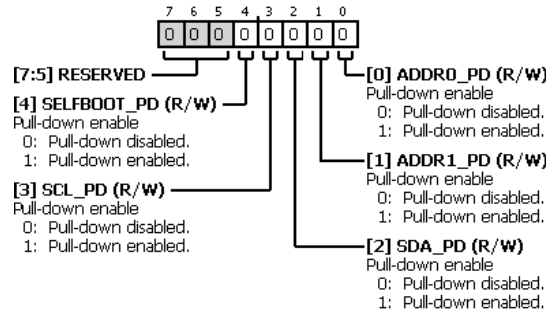 7 6 5 4 3 2 1 0
0 0 0 0 0 0 0 0
[7:5] RESERVED
[4] SELFBOOT_PD (R/W)
Pull-down enable
0: Pull-down disabled.
1: Pull-down enabled.
[3] SCL_PD (R/W)
Pull-down enable
0: Pull-down disabled.
1: Pull-down enabled.
[0] ADDR0_PD (R/W)
Pull-down enable
0: Pull-down disabled.
1: Pull-down enabled.
[1] ADDR1_PD (R/W)
Pull-down enable
0: Pull-down disabled.
1: Pull-down enabled.
[2] SDA_PD (R/W)
Pull-down enable
0: Pull-down disabled.
1: Pull-down enabled.